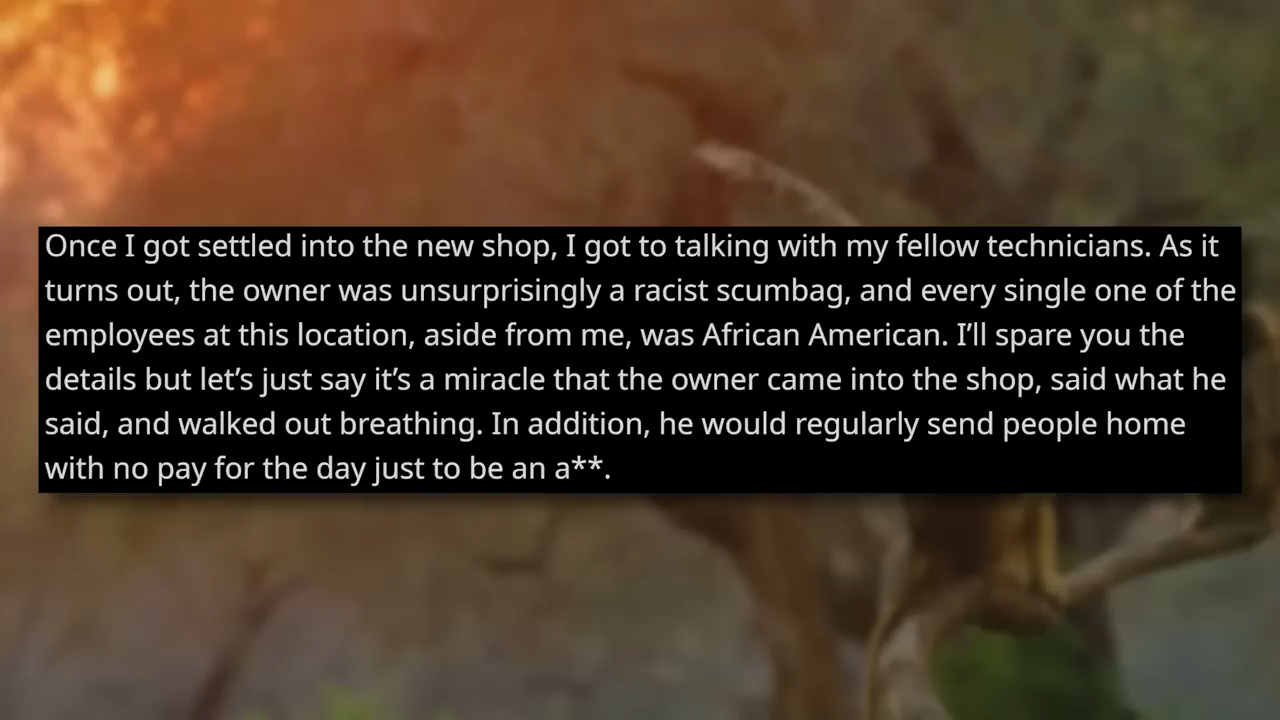 Once I got settled into the new shop, I got to talking with my fellow technicians. As it
turns out, the owner was unsurprisingly a racist scumbag, and every single one of the
employees at this location, aside from me, was African American. I’ll spare you the
details but let’s just say it’s a miracle that the owner came into the shop, said what he
said, and walked out breathing. In addition, he would regularly send people home
with no pay for the day just to be an a**.